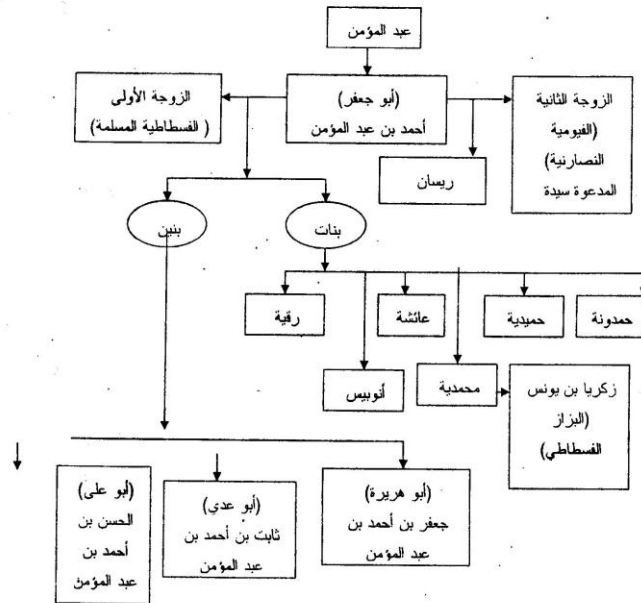 عبد المؤمن
(أبو جعفر)
أحمد بن عبد المؤمن
الزوجة الأولى
(الفسطاطية المسلمة)
الزوجة الثانية
(الفيومية
النصارنية)
المدعوة سيدة
ريسان
بنات
بنين
حمدونة
حميدية
عائشة
رقية
محمدية
أنوبيس
زكريا بن يونس
(البزاز
الفسطاطي)
(أبو هريرة)
جعفر بن أحمد بن
عبد المؤمن
(أبو عدي)
ثابت بن أحمد بن
عبد المؤمن
(أبو على)
الحسن بن
أحمد بن
عبد المؤمن